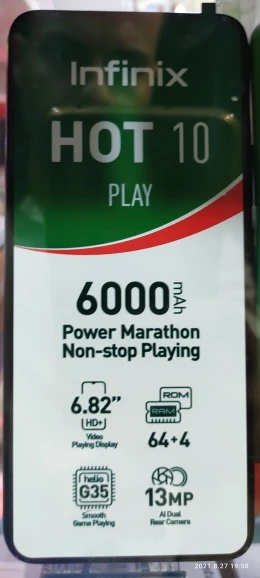 Infinix
HOT 10
PLAY
6000mAh
Power Marathon
Non-stop Playing
6.82”
HD+
Video
Playing Display
ROM
RAM
64+4
helio
G35
Smooth
Game Playing
13MP
AI Dual
Rear Camera
2021.8.27 19:58